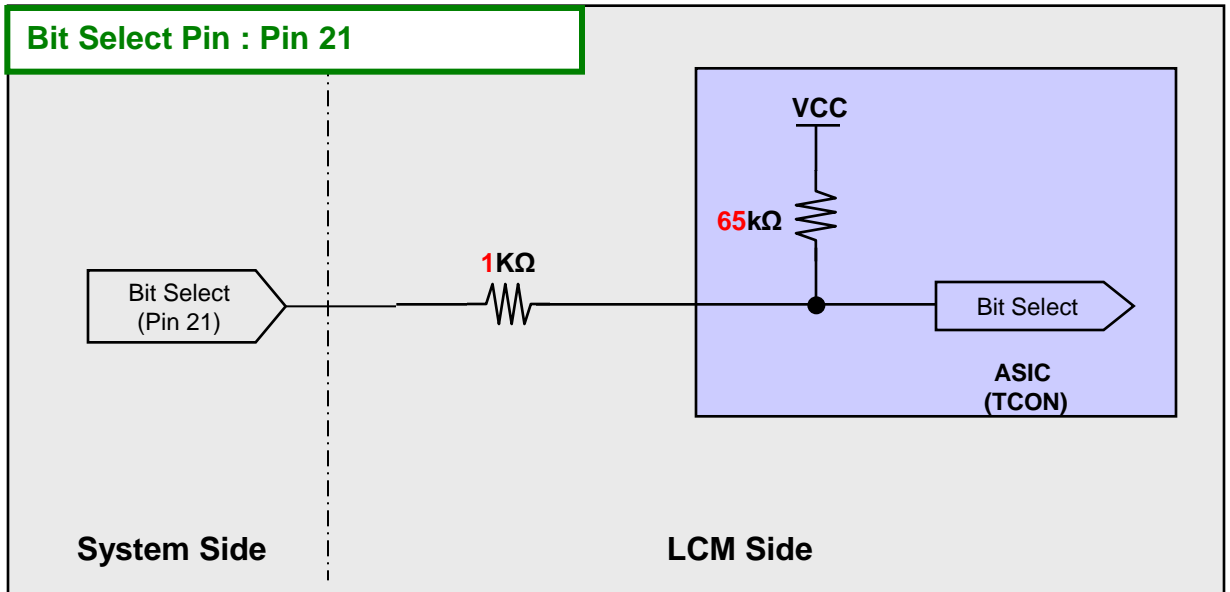 Bit Select Pin : Pin 21
VCC
65kΩ
1KΩ
Bit Select
(Pin 21)
Bit Select
ASIC
(TCON)
System Side
LCM Side